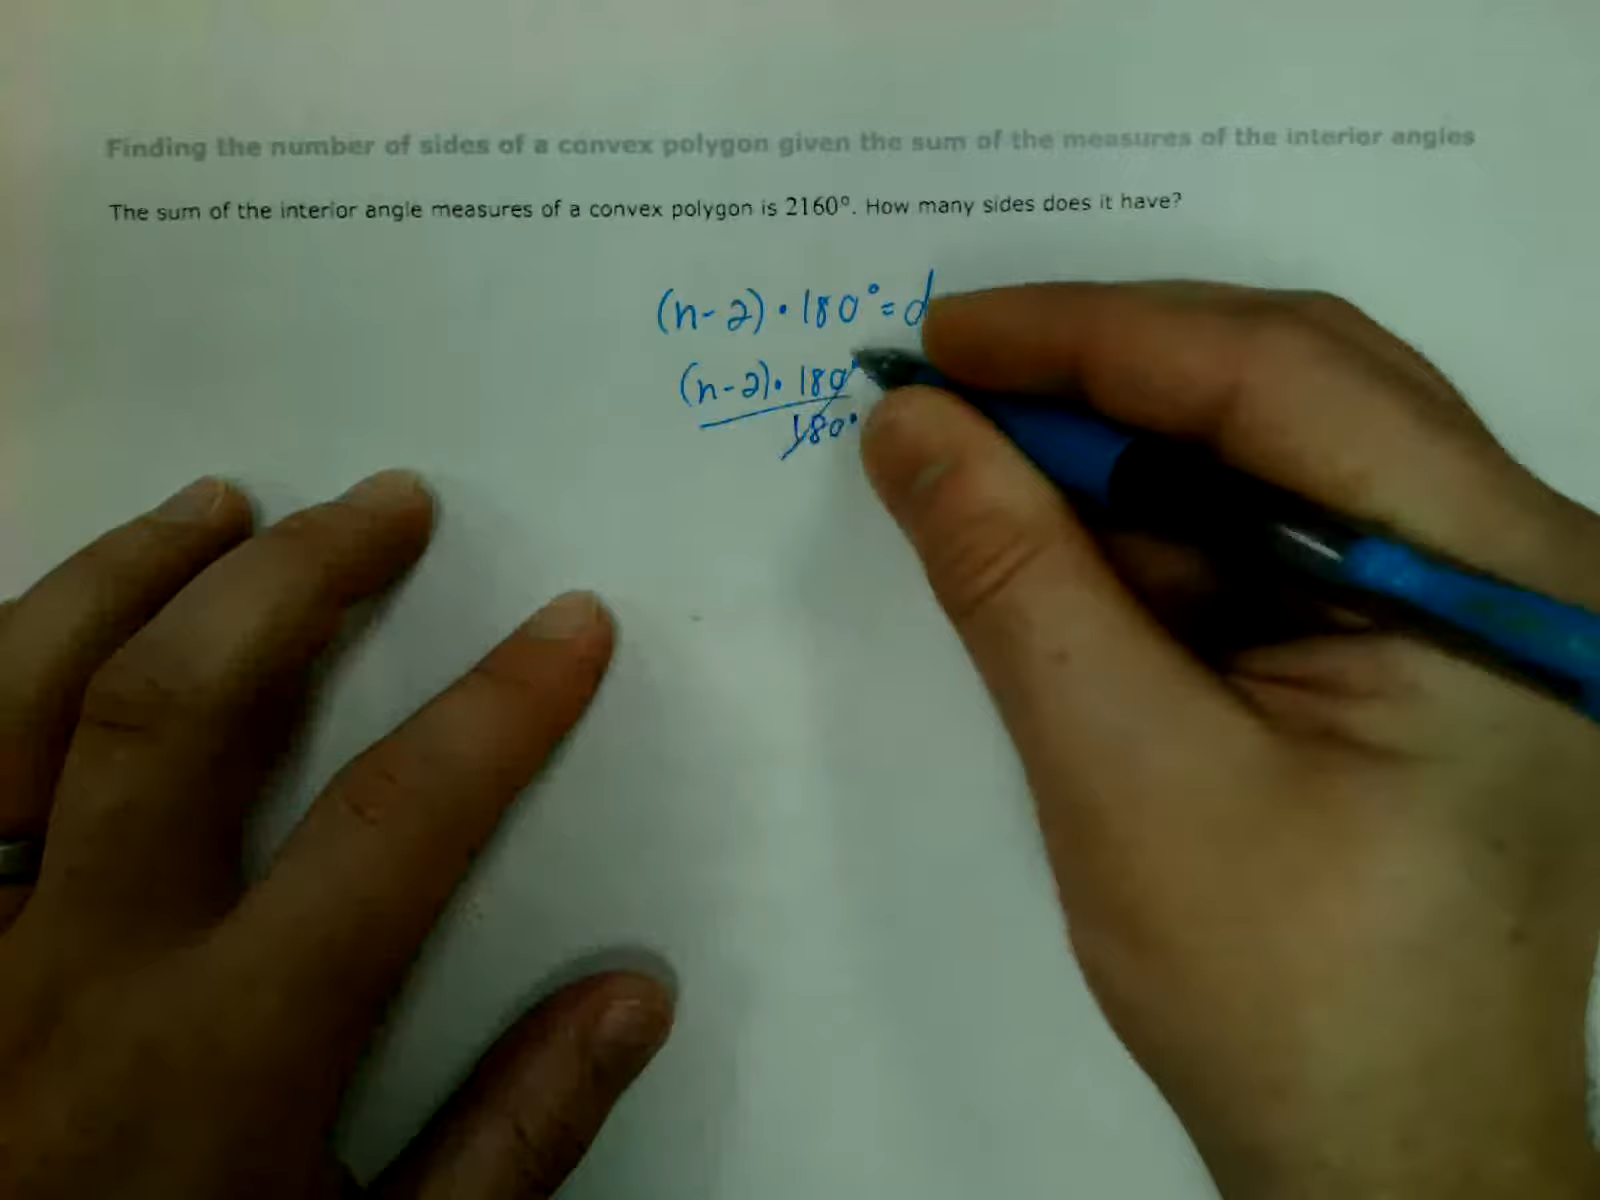 Finding the number of sides of a convex polygon given the sum of the measures of the interior angles
The sum of the interior angle measures of a convex polygon is 2160°. How many sides does it have?
(n-2)•180°=d
(n-2)•180°
180°